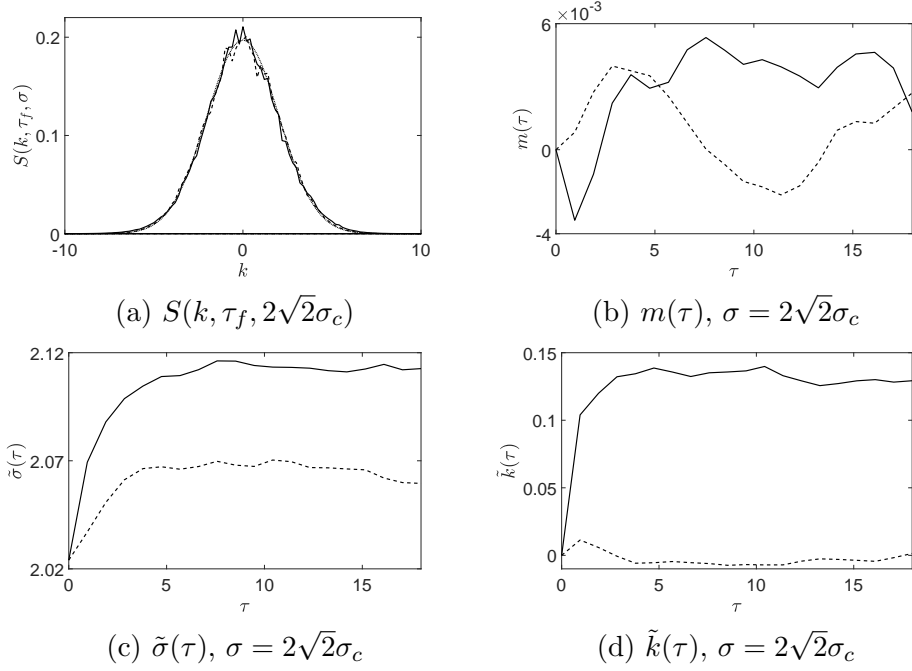 0.2
0.1
0
-10
0
10
k
S(k, τ_f, σ)
(a) S(k, τ_f, 2√2σ_c)
×10⁻³
6
0
-4
0
5
10
15
τ
m(τ)
(b) m(τ), σ = 2√2σ_c
2.12
2.07
2.02
0
5
10
15
τ
σ̃(τ)
(c) σ̃(τ), σ = 2√2σ_c
0.15
0.1
0.05
0
0
5
10
15
τ
k̃(τ)
(d) k̃(τ), σ = 2√2σ_c